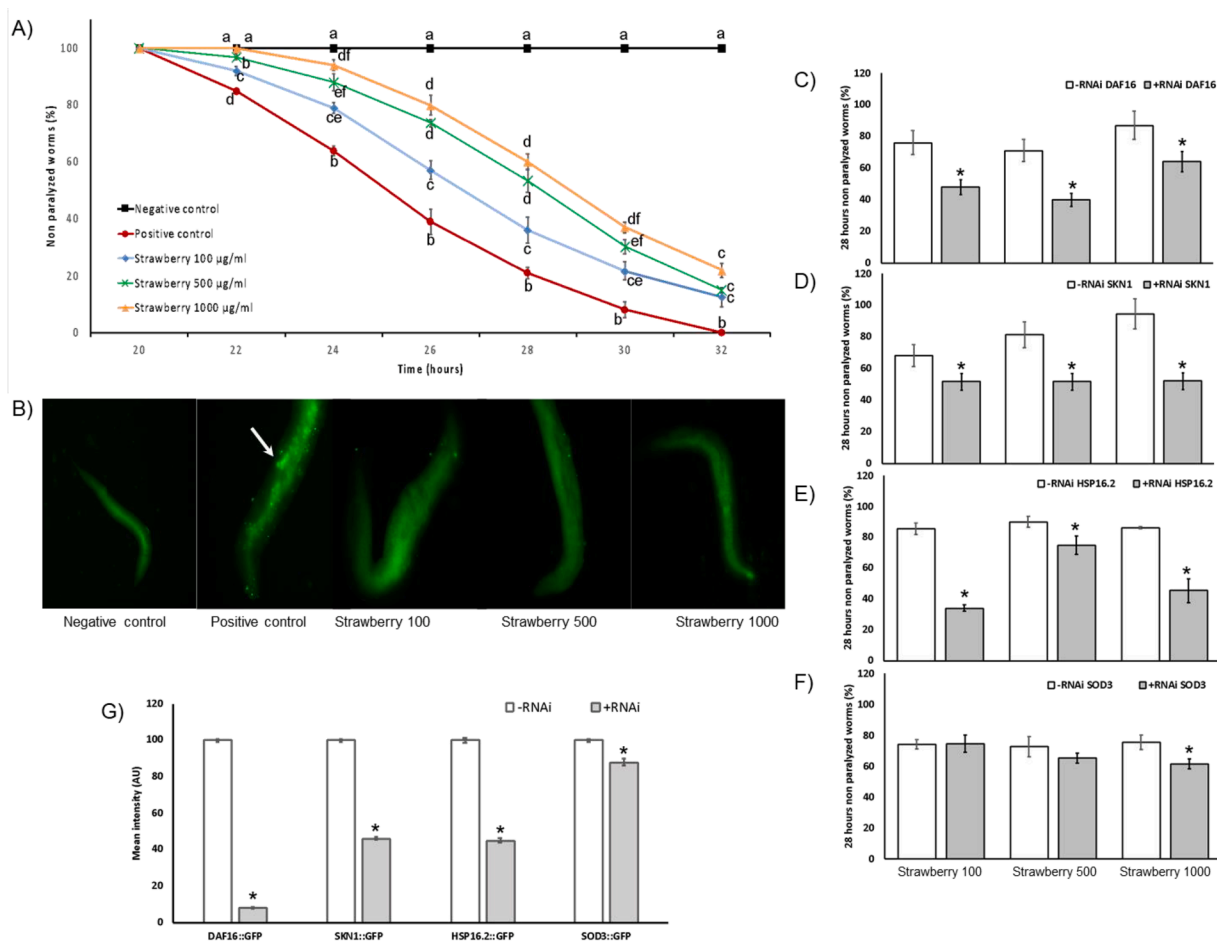 A)
Non paralyzed worms (%)
100
80
60
40
20
0
20 22 24 26 28 30 32
Time (hours)
Negative control
Positive control
Strawberry 100 µg/ml
Strawberry 500 µg/ml
Strawberry 1000 µg/ml
a a a a a a a
b
c
d
df
ef
ce
b
d
d
c
b
d
d
c
b
df
ef
ce
b
c
c
c
b
B)
Negative control Positive control Strawberry 100 Strawberry 500 Strawberry 1000
C)
28 hours non paralyzed worms (%)
120
100
80
60
40
20
0
-RNAi DAF16 +RNAi DAF16
* * *
D)
28 hours non paralyzed worms (%)
120
100
80
60
40
20
0
-RNAi SKN1 +RNAi SKN1
* * *
E)
28 hours non paralyzed worms (%)
120
100
80
60
40
20
0
-RNAi HSP16.2 +RNAi HSP16.2
* * *
F)
28 hours non paralyzed worms (%)
120
100
80
60
40
20
0
-RNAi SOD3 +RNAi SOD3
*
Strawberry 100 Strawberry 500 Strawberry 1000
G)
Mean intensity (AU)
120
100
80
60
40
20
0
-RNAi +RNAi
* * * *
DAF16::GFP SKN1::GFP HSP16.2::GFP SOD3::GFP